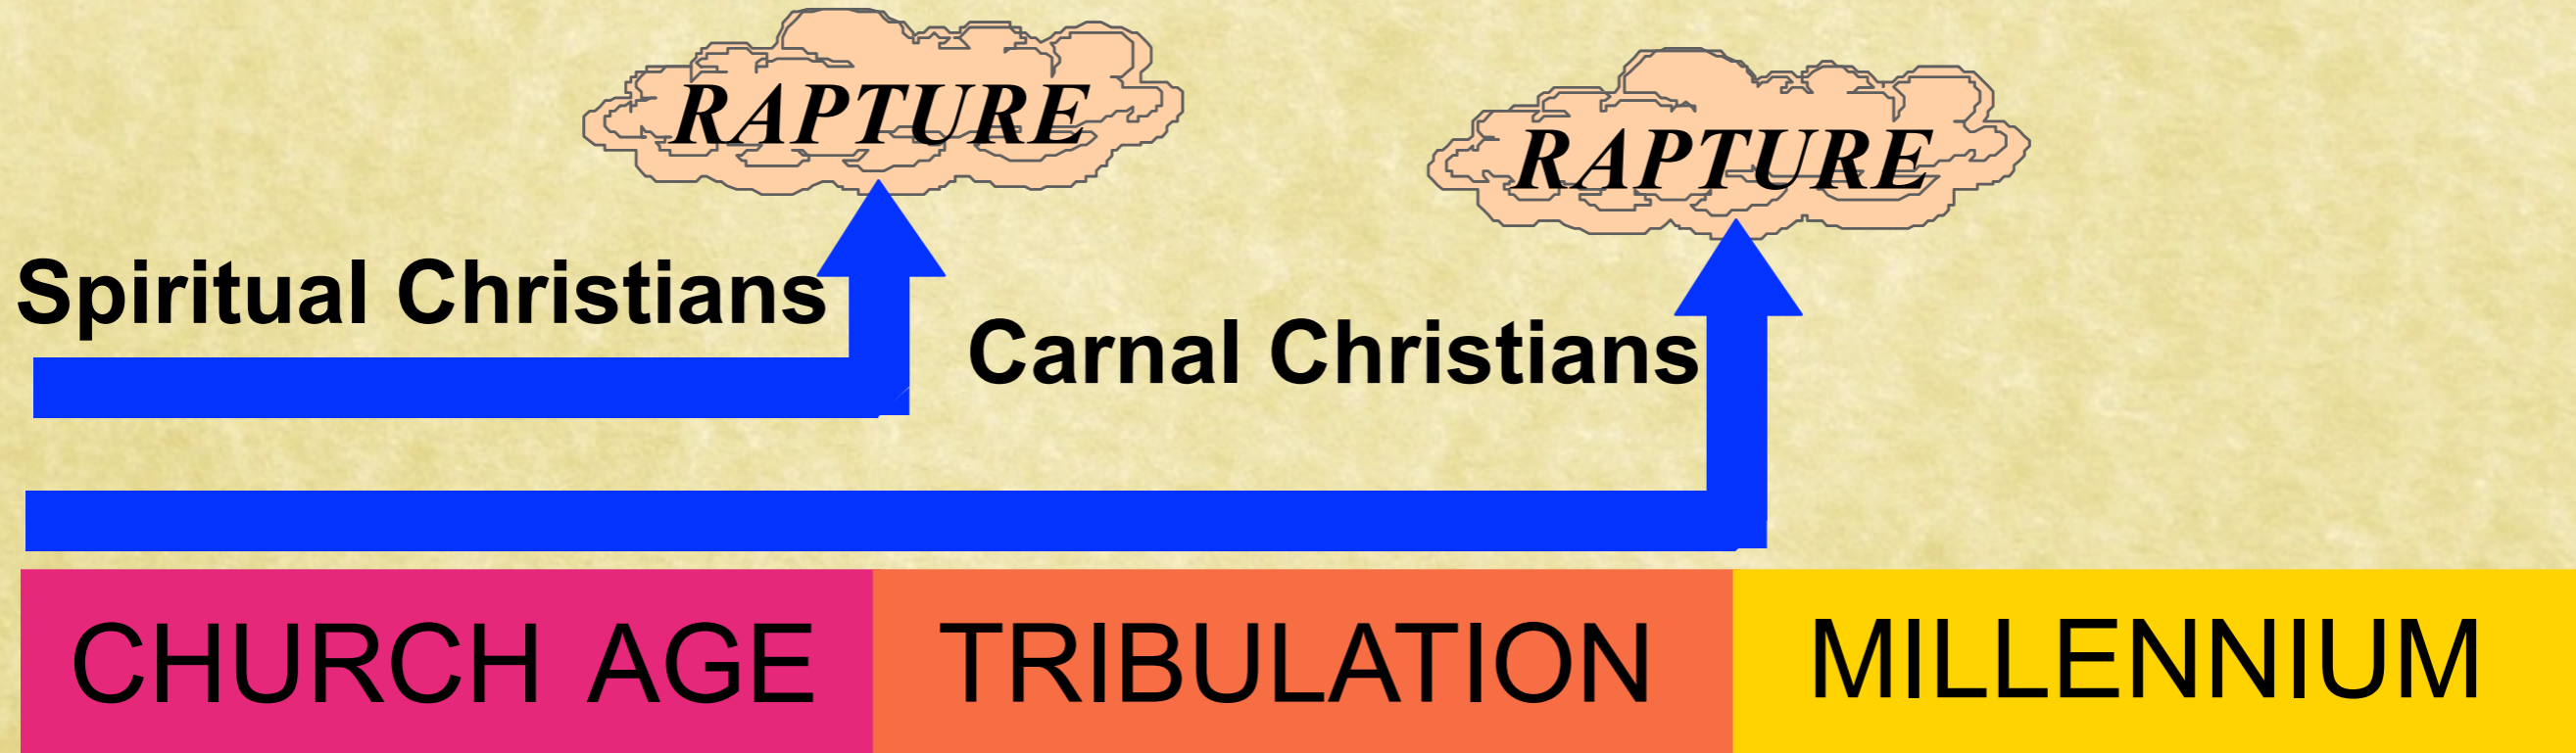 RAPTURE
RAPTURE
Spiritual Christians
Carnal Christians
CHURCH AGE
TRIBULATION
MILLENNIUM